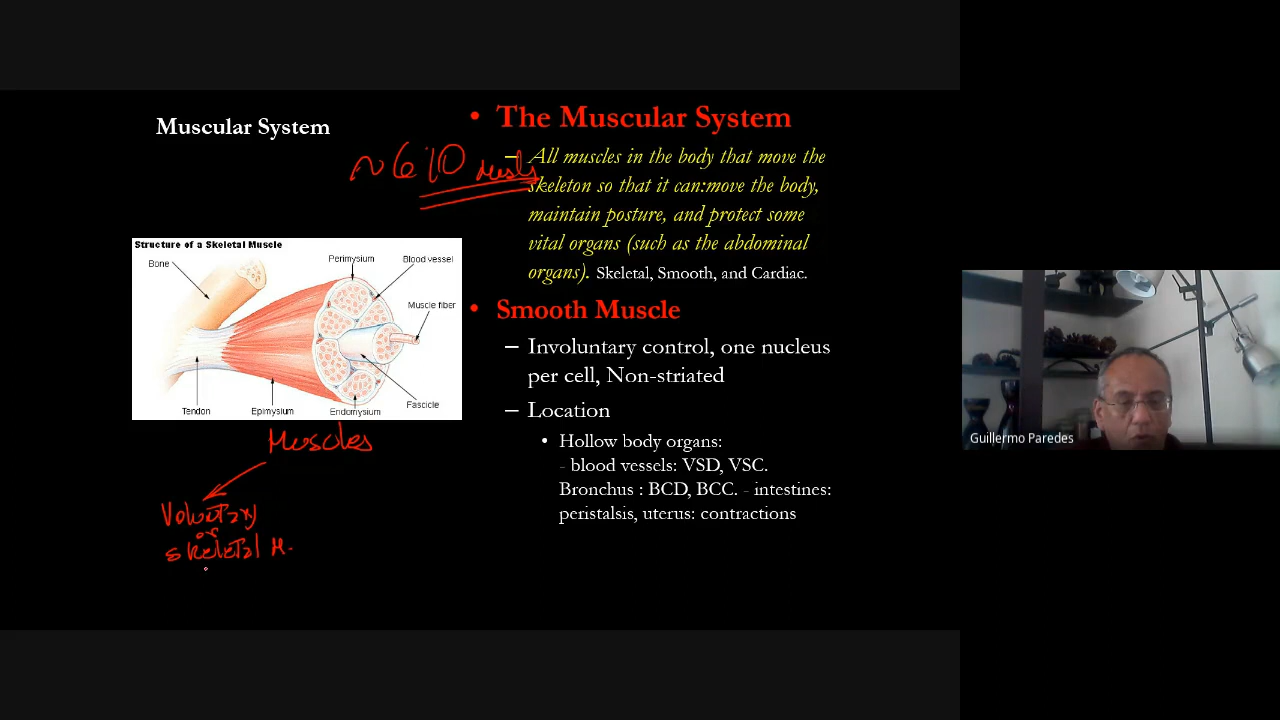 Muscular System
• The Muscular System
~ 610
– All muscles in the body that move the
skeleton so that it can:move the body,
maintain posture, and protect some
vital organs (such as the abdominal
organs). Skeletal, Smooth, and Cardiac.
Structure of a Skeletal Muscle
Bone
Perimysium
Blood vessel
Muscle fiber
Tendon
Epimysium
Endomysium
Fascicle
• Smooth Muscle
– Involuntary control, one nucleus
per cell, Non-striated
– Location
• Hollow body organs:
- blood vessels: VSD, VSC.
Bronchus : BCD, BCC. - intestines:
peristalsis, uterus: contractions
Muscles
Voluntary
or
skeletal M.
Guillermo Paredes